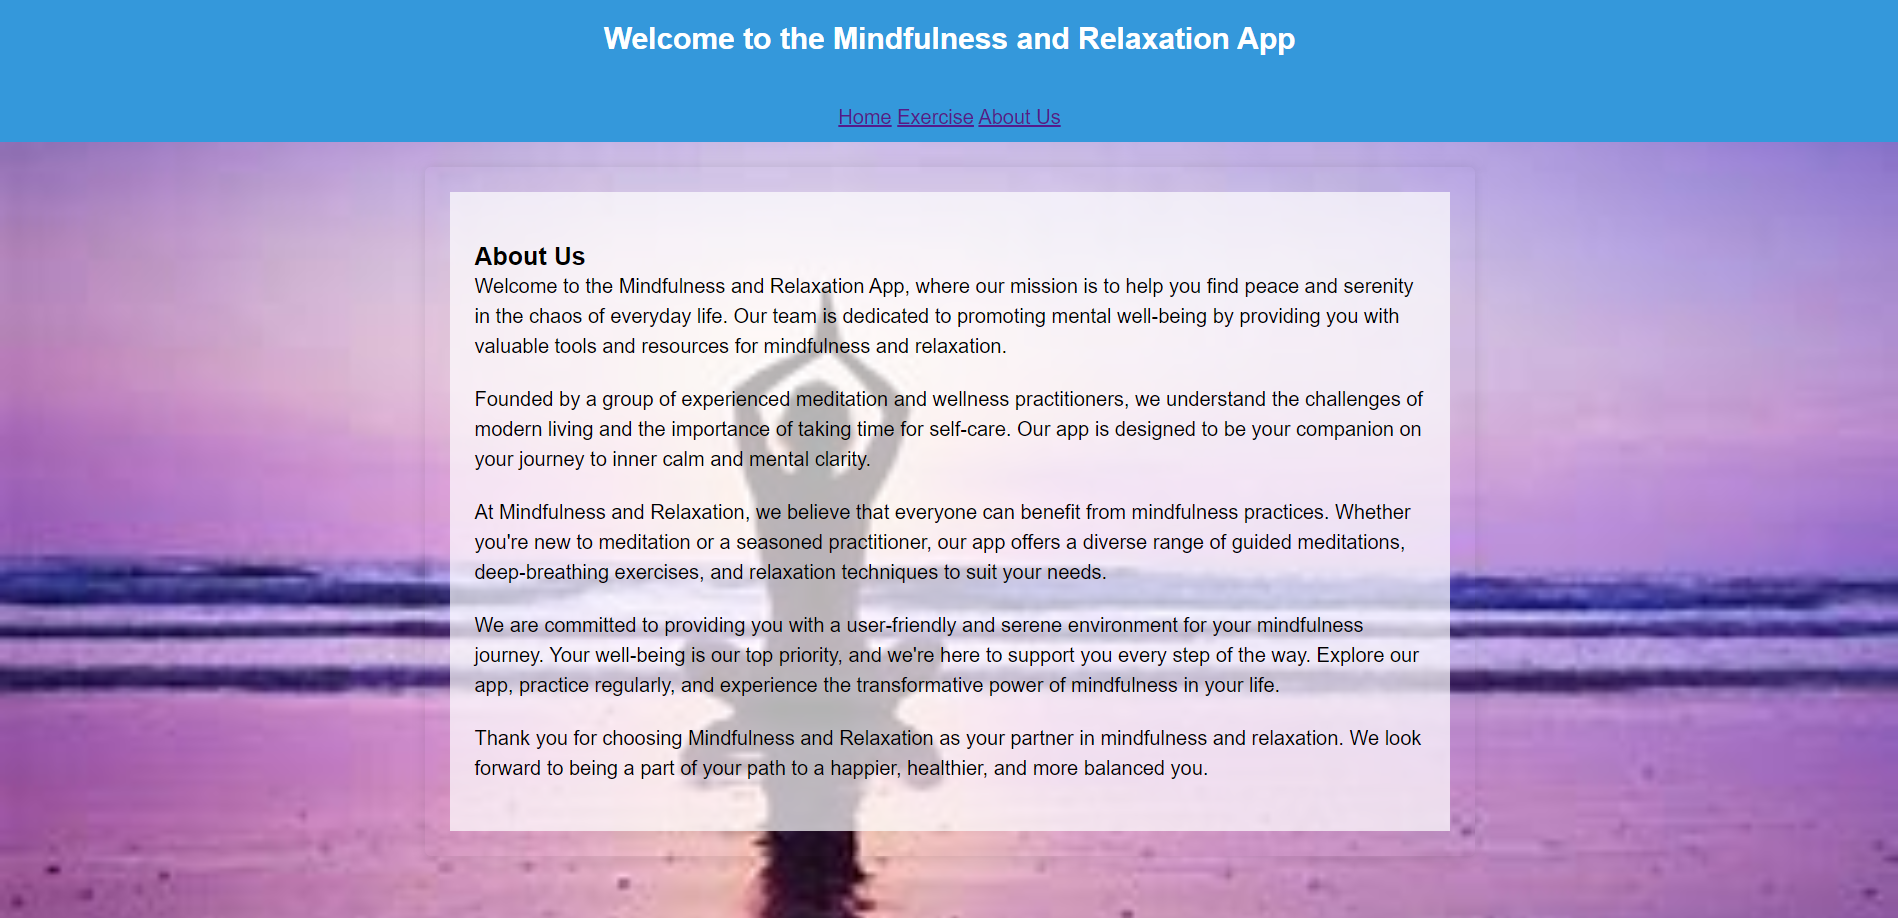 Welcome to the Mindfulness and Relaxation App
Home Exercise About Us
About Us
Welcome to the Mindfulness and Relaxation App, where our mission is to help you find peace and serenity
in the chaos of everyday life. Our team is dedicated to promoting mental well-being by providing you with
valuable tools and resources for mindfulness and relaxation.
Founded by a group of experienced meditation and wellness practitioners, we understand the challenges of
modern living and the importance of taking time for self-care. Our app is designed to be your companion on
your journey to inner calm and mental clarity.
At Mindfulness and Relaxation, we believe that everyone can benefit from mindfulness practices. Whether
you're new to meditation or a seasoned practitioner, our app offers a diverse range of guided meditations,
deep-breathing exercises, and relaxation techniques to suit your needs.
We are committed to providing you with a user-friendly and serene environment for your mindfulness
journey. Your well-being is our top priority, and we're here to support you every step of the way. Explore our
app, practice regularly, and experience the transformative power of mindfulness in your life.
Thank you for choosing Mindfulness and Relaxation as your partner in mindfulness and relaxation. We look
forward to being a part of your path to a happier, healthier, and more balanced you.